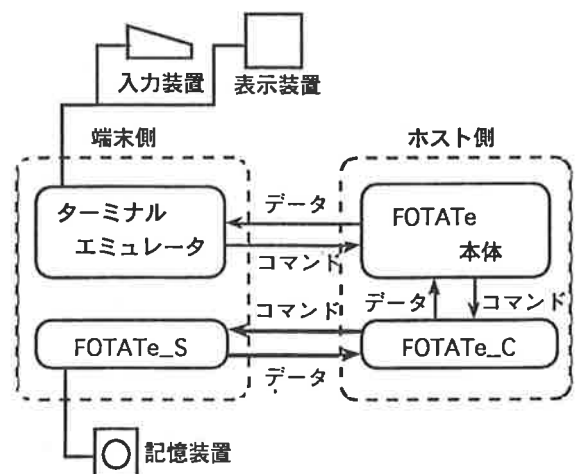 入力装置
表示装置
端末側
ホスト側
ターミナル
エミュレータ
データ
コマンド
FOTATe
本体
データ
コマンド
コマンド
FOTATe_S
データ
FOTATe_C
記憶装置